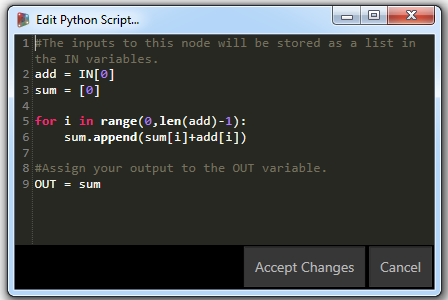 Edit Python Script...
1 #The inputs to this node will be stored as a list in
the IN variables.
2 add = IN[0]
3 sum = [0]
4
5 for i in range(0,len(add)-1):
6     sum.append(sum[i]+add[i])
7
8 #Assign your output to the OUT variable.
9 OUT = sum
Accept Changes Cancel